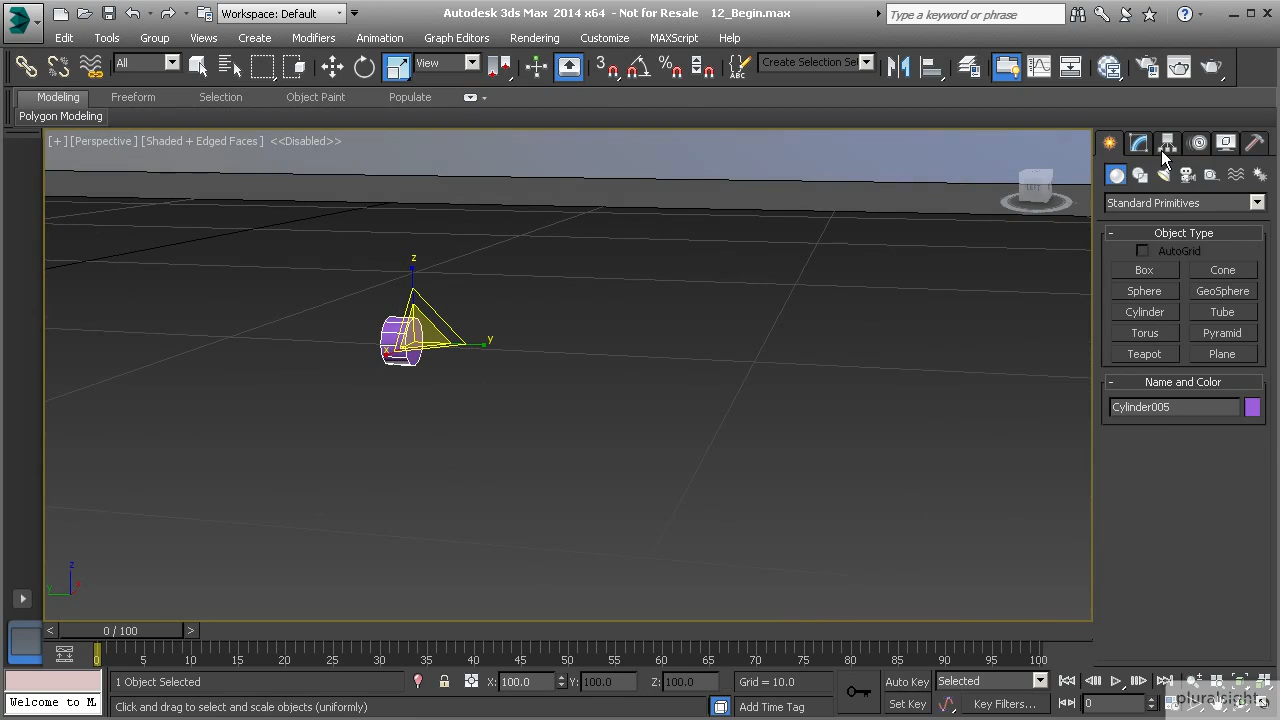 Workspace: Default
Autodesk 3ds Max 2014 x64 - Not for Resale 12_Begin.max
Type a keyword or phrase
Edit Tools Group Views Create Modifiers Animation Graph Editors Rendering Customize MAXScript Help
All View Create Selection Se
Modeling Freeform Selection Object Paint Populate
Polygon Modeling
[+] [Perspective] [Shaded + Edged Faces] <<Disabled>>
z
y
x
Standard Primitives
- Object Type
AutoGrid
Box Cone
Sphere GeoSphere
Cylinder Tube
Torus Pyramid
Teapot Plane
- Name and Color
Cylinder005
z
y x
< 0 / 100 >
0 5 10 15 20 25 30 35 40 45 50 55 60 65 70 75 80 85 90 95 100
1 Object Selected X: 100.0 Y: 100.0 Z: 100.0 Grid = 10.0 Auto Key Selected
Welcome to M Click and drag to select and scale objects (uniformly) Add Time Tag Set Key Key Filters... 0
pluralsight